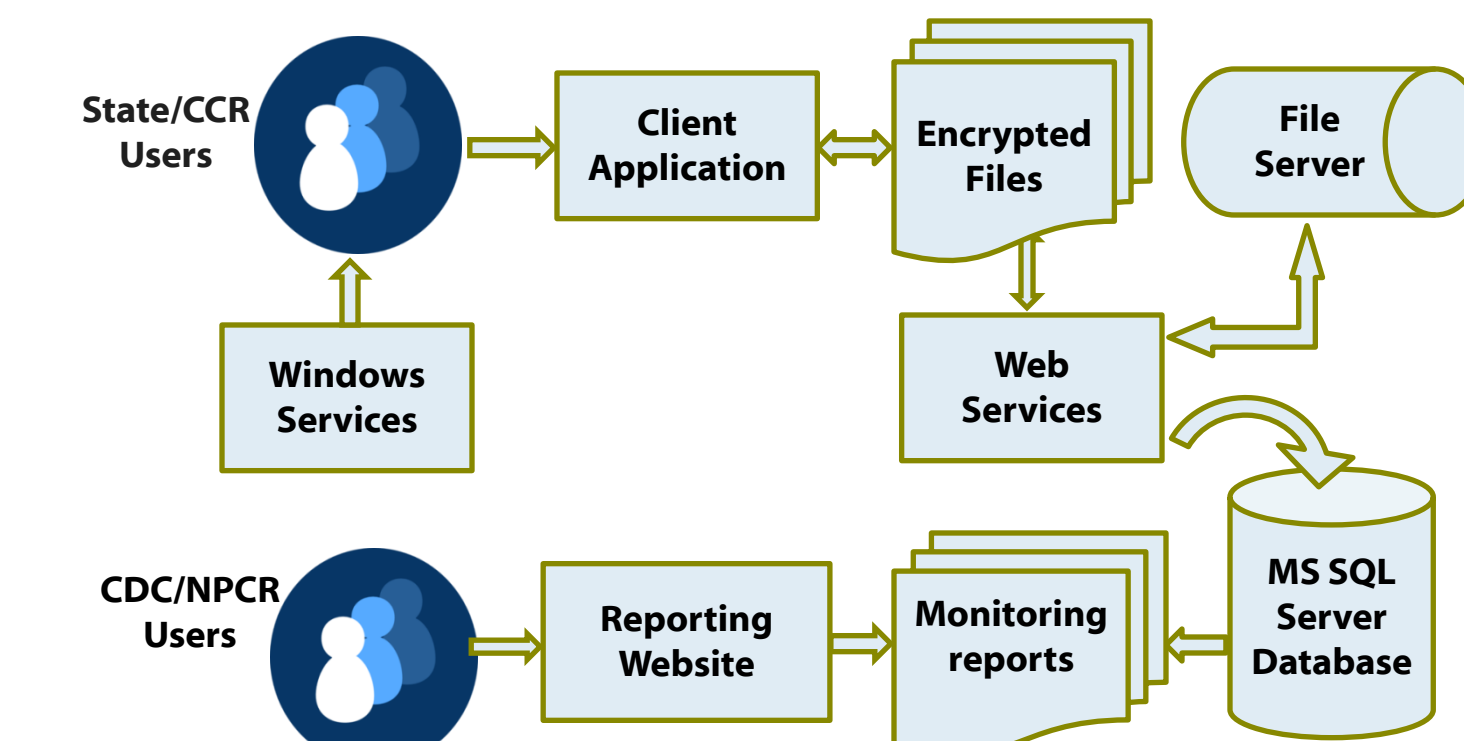 State/CCR
Users
Client
Application
Encrypted
Files
File
Server
Windows
Services
Web
Services
CDC/NPCR
Users
Reporting
Website
Monitoring
reports
MS SQL
Server
Database